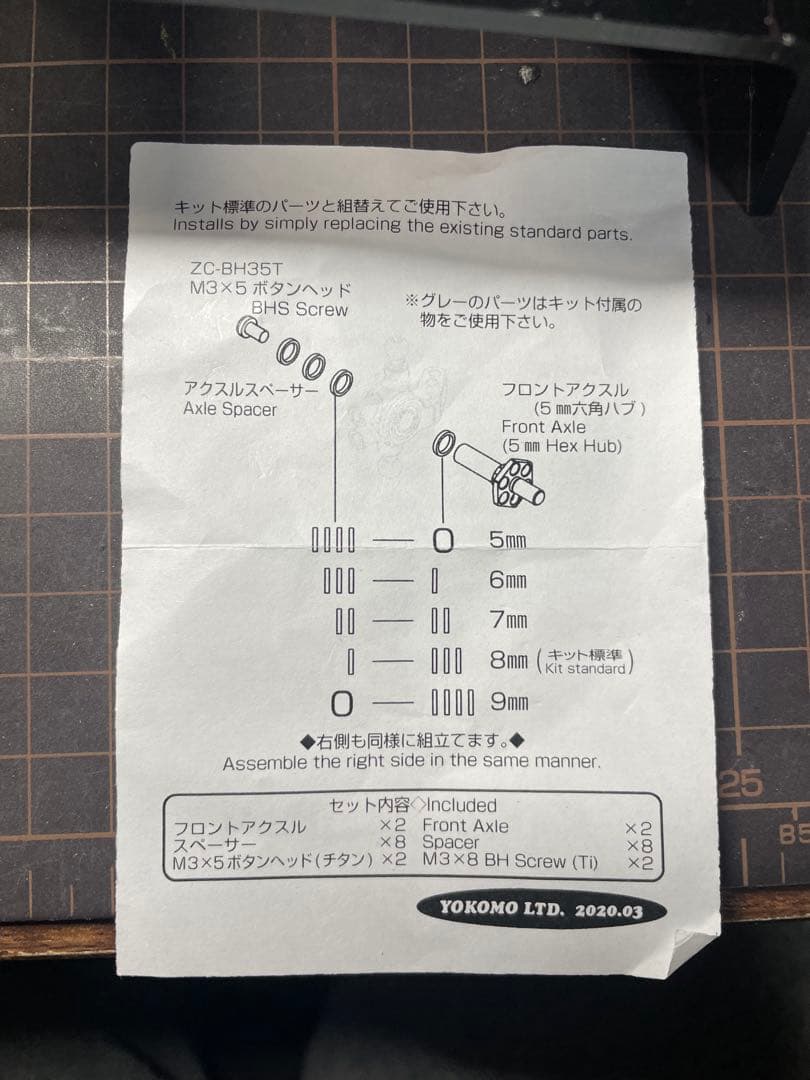 キット標準のパーツと組替えてご使用下さい。
Installs by simply replacing the existing standard parts.
ZC-BH35T
M3×5 ボタンヘッド
BHS Screw
※グレーのパーツはキット付属の
物をご使用下さい。
アクスルスペーサー
Axle Spacer
フロントアクスル
(5㎜六角ハブ)
Front Axle
(5㎜ Hex Hub)
0 5㎜
6㎜
7㎜
8㎜ (キット標準 Kit standard)
0 9㎜
◆右側も同様に組立てます。◆
Assemble the right side in the same manner.
セット内容◇Included
フロントアクスル ×2 Front Axle ×2
スペーサー ×8 Spacer ×8
M3×5ボタンヘッド(チタン) ×2 M3×8 BH Screw (Ti) ×2
YOKOMO LTD. 2020.03
25
85